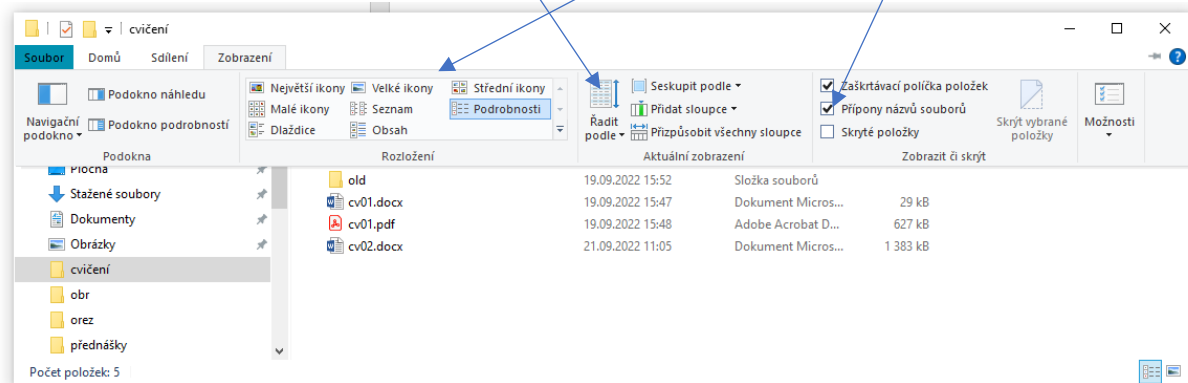 cvičení
Soubor Domů Sdílení Zobrazení
Navigační podokno
Podokno náhledu
Podokno podrobností
Podokna
Největší ikony Velké ikony Střední ikony
Malé ikony Seznam Podrobnosti
Dlaždice Obsah
Rozložení
Řadit podle
Seskupit podle
Přidat sloupce
Přizpůsobit všechny sloupce
Aktuální zobrazení
Zaškrtávací políčka položek
Přípony názvů souborů
Skryté položky
Skrýt vybrané položky
Zobrazit či skrýt
Možnosti
Plocha
Stažené soubory
Dokumenty
Obrázky
cvičení
obr
orez
přednášky
old 19.09.2022 15:52 Složka souborů
cv01.docx 19.09.2022 15:47 Dokument Micros... 29 kB
cv01.pdf 19.09.2022 15:48 Adobe Acrobat D... 627 kB
cv02.docx 21.09.2022 11:05 Dokument Micros... 1 383 kB
Počet položek: 5